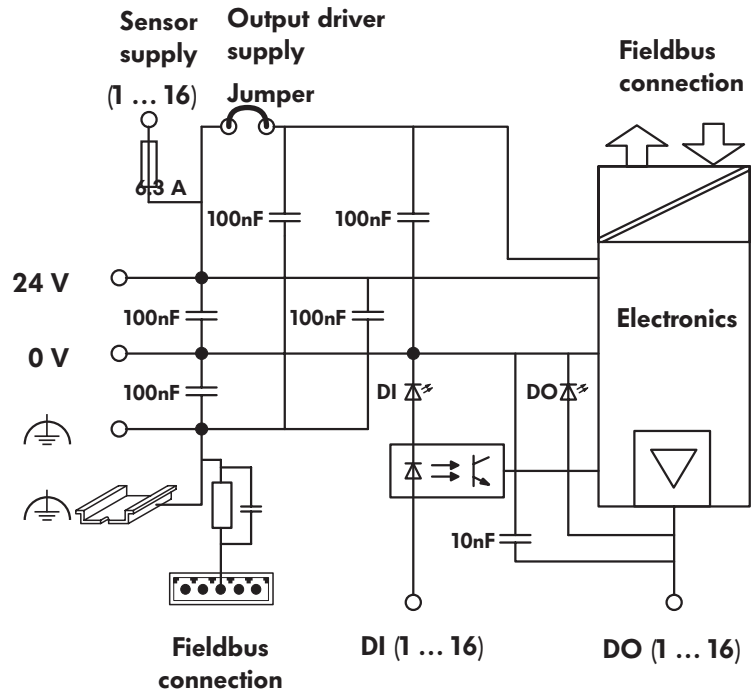 Sensor
supply
(1 ... 16)
Output driver
supply
Jumper
Fieldbus
connection
6.3 A
100nF
100nF
24 V
100nF
100nF
Electronics
0 V
100nF
DI
DO
10nF
Fieldbus
connection
DI (1 ... 16)
DO (1 ... 16)